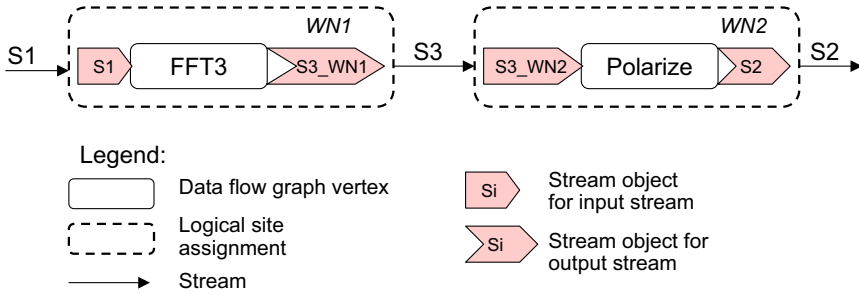 WN1
WN2
S1
S1
FFT3
S3_WN1
S3
S3_WN2
Polarize
S2
S2
Legend:
Data flow graph vertex
Logical site
assignment
Stream
Si
Stream object
for input stream
Si
Stream object for
output stream